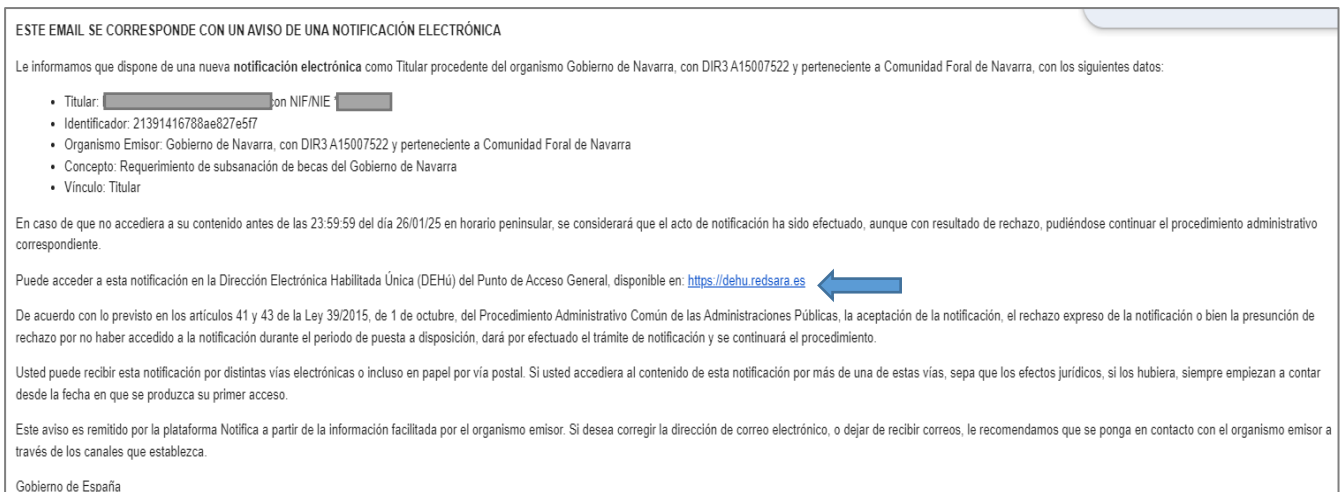 ESTE EMAIL SE CORRESPONDE CON UN AVISO DE UNA NOTIFICACIÓN ELECTRÓNICA
Le informamos que dispone de una nueva notificación electrónica como Titular procedente del organismo Gobierno de Navarra, con DIR3 A15007522 y perteneciente a Comunidad Foral de Navarra, con los siguientes datos:
• Titular: con NIF/NIE
• Identificador: 21391416788ae827e5f7
• Organismo Emisor: Gobierno de Navarra, con DIR3 A15007522 y perteneciente a Comunidad Foral de Navarra
• Concepto: Requerimiento de subsanación de becas del Gobierno de Navarra
• Vínculo: Titular
En caso de que no accediera a su contenido antes de las 23:59:59 del día 26/01/25 en horario peninsular, se considerará que el acto de notificación ha sido efectuado, aunque con resultado de rechazo, pudiéndose continuar el procedimiento administrativo
correspondiente.
Puede acceder a esta notificación en la Dirección Electrónica Habilitada Única (DEHú) del Punto de Acceso General, disponible en: https://dehu.redsara.es
De acuerdo con lo previsto en los artículos 41 y 43 de la Ley 39/2015, de 1 de octubre, del Procedimiento Administrativo Común de las Administraciones Públicas, la aceptación de la notificación, el rechazo expreso de la notificación o bien la presunción de
rechazo por no haber accedido a la notificación durante el periodo de puesta a disposición, dará por efectuado el trámite de notificación y se continuará el procedimiento.
Usted puede recibir esta notificación por distintas vías electrónicas o incluso en papel por vía postal. Si usted accediera al contenido de esta notificación por más de una de estas vías, sepa que los efectos jurídicos, si los hubiera, siempre empiezan a contar
desde la fecha en que se produzca su primer acceso.
Este aviso es remitido por la plataforma Notifica a partir de la información facilitada por el organismo emisor. Si desea corregir la dirección de correo electrónico, o dejar de recibir correos, le recomendamos que se ponga en contacto con el organismo emisor a
través de los canales que establezca.
Gobierno de España